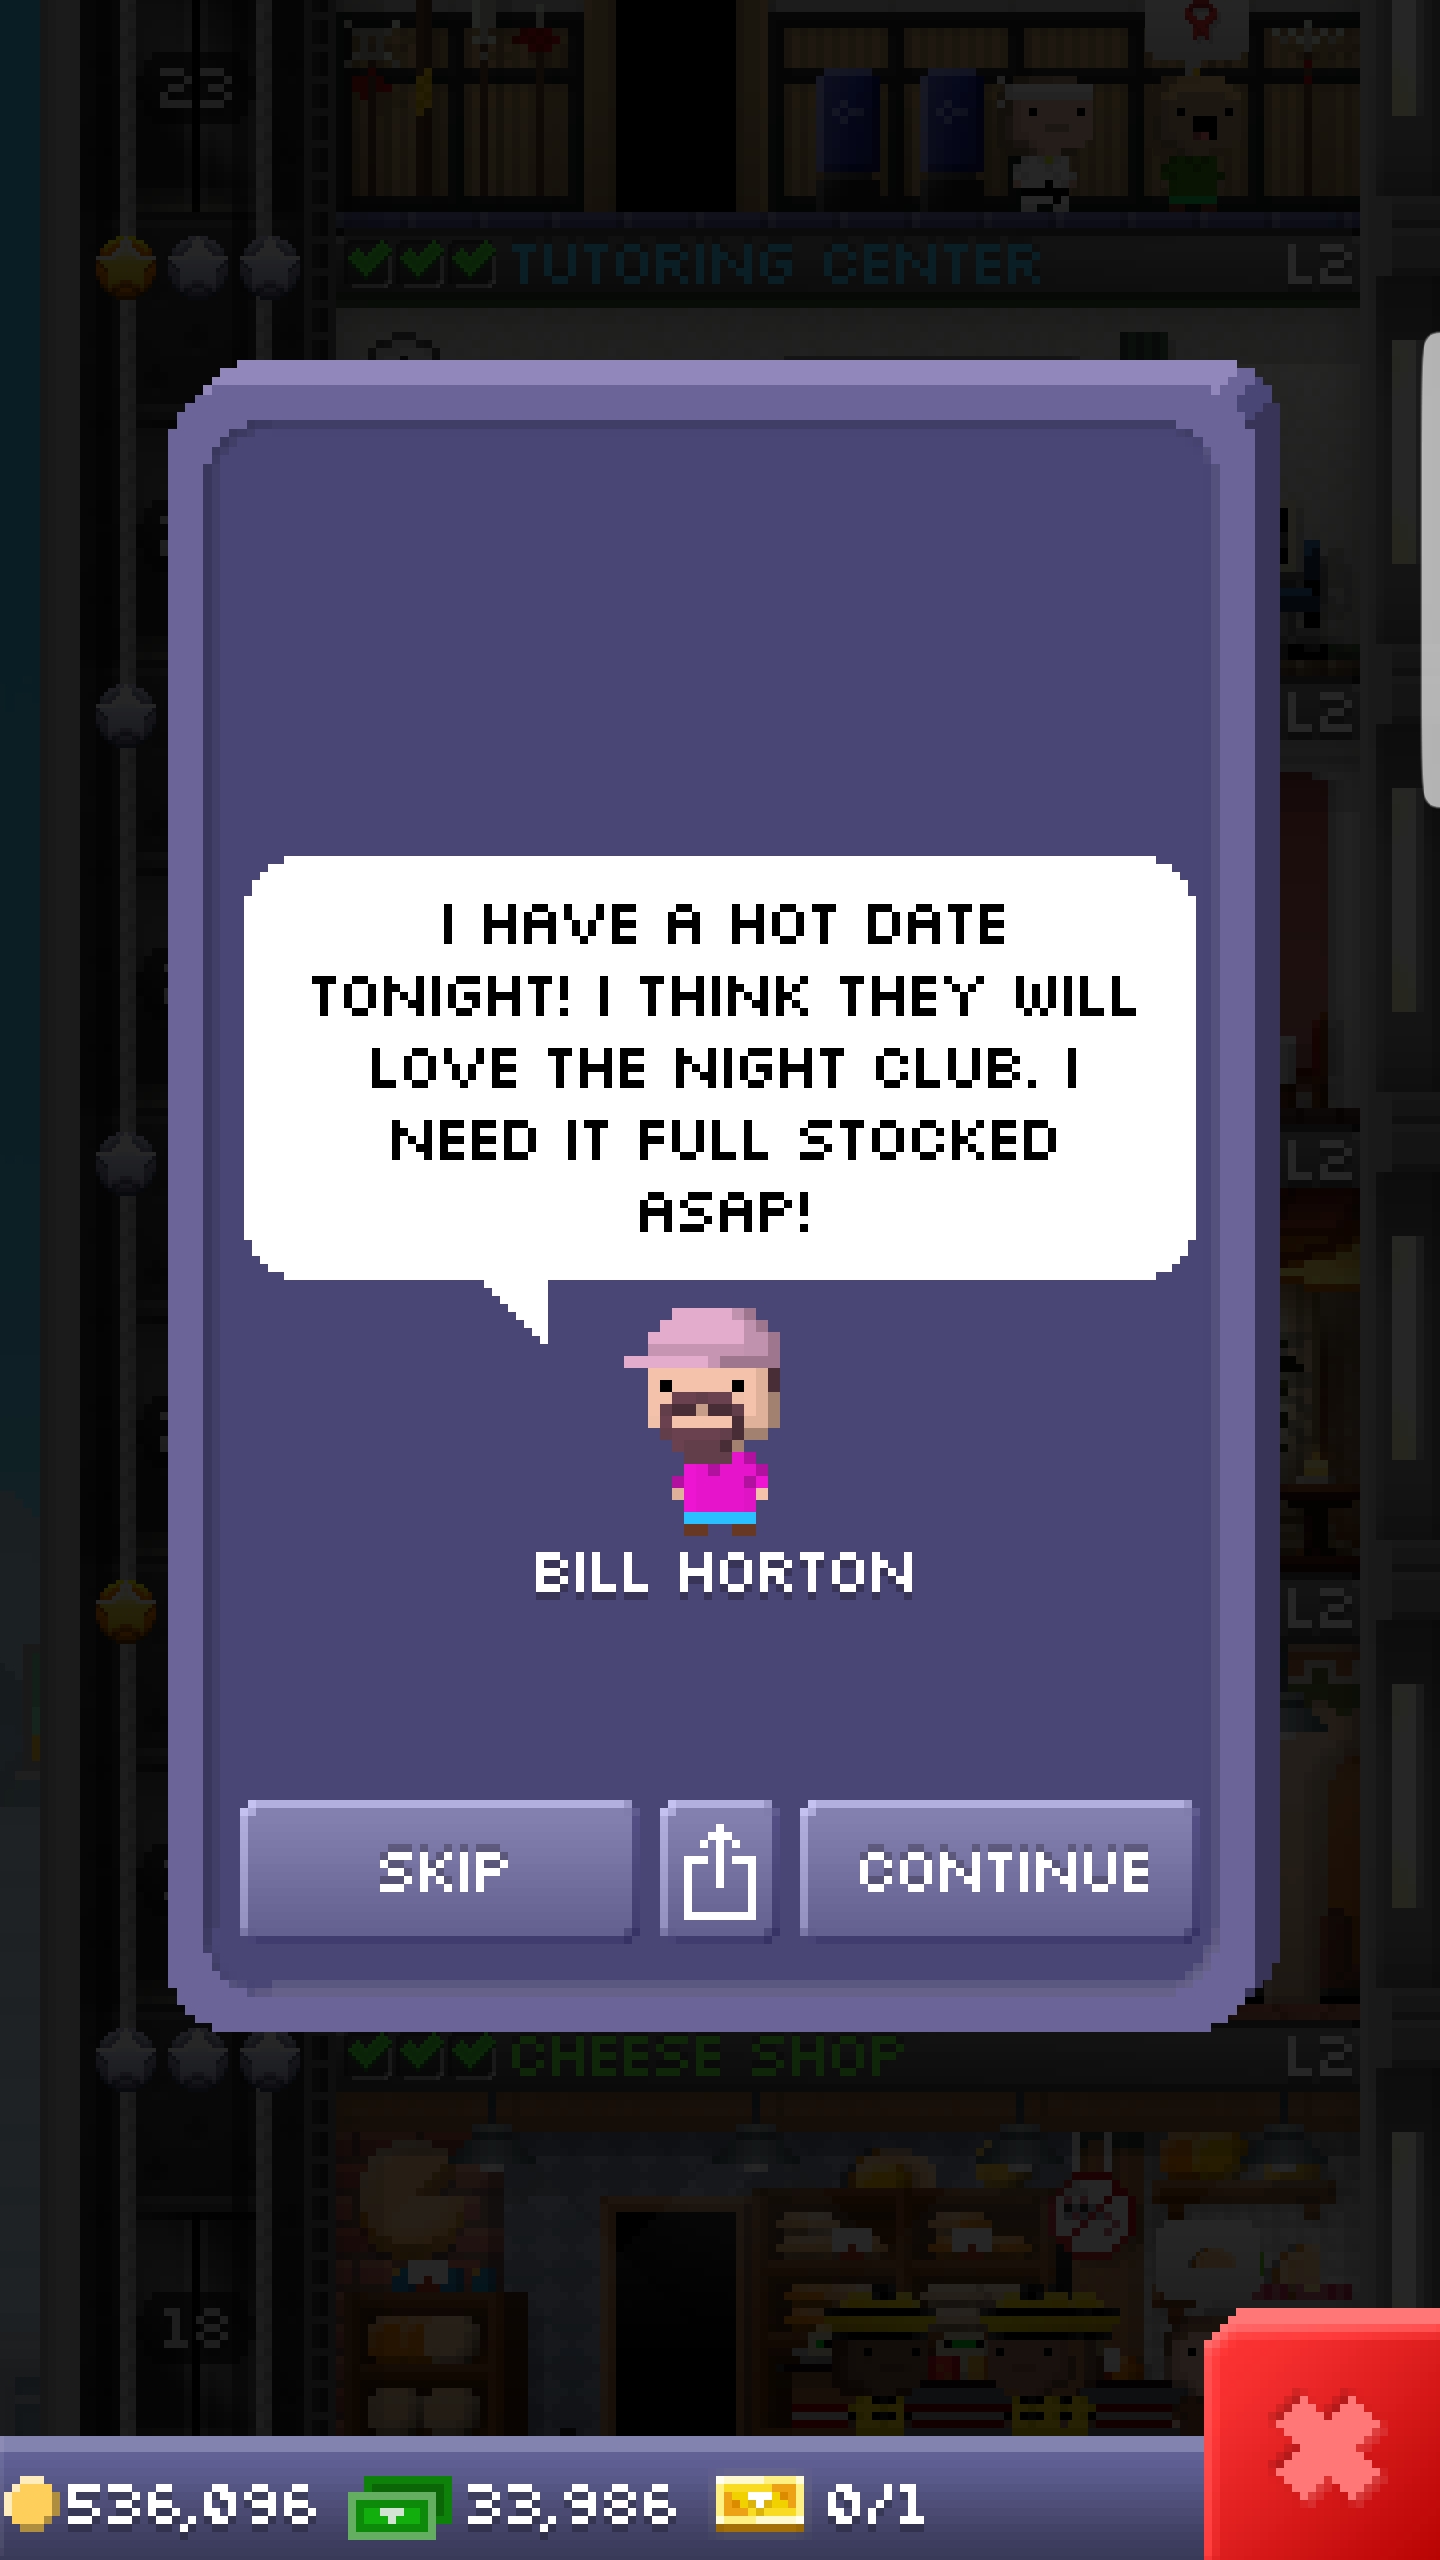 23
TUTORING CENTER L2
L2
I HAVE A HOT DATE
TONIGHT! I THINK THEY WILL
LOVE THE NIGHT CLUB. I
NEED IT FULL STOCKED
ASAP!
L2
BILL HORTON
L2
SKIP
CONTINUE
CHEESE SHOP L2
18
536,096 33,986 0/1